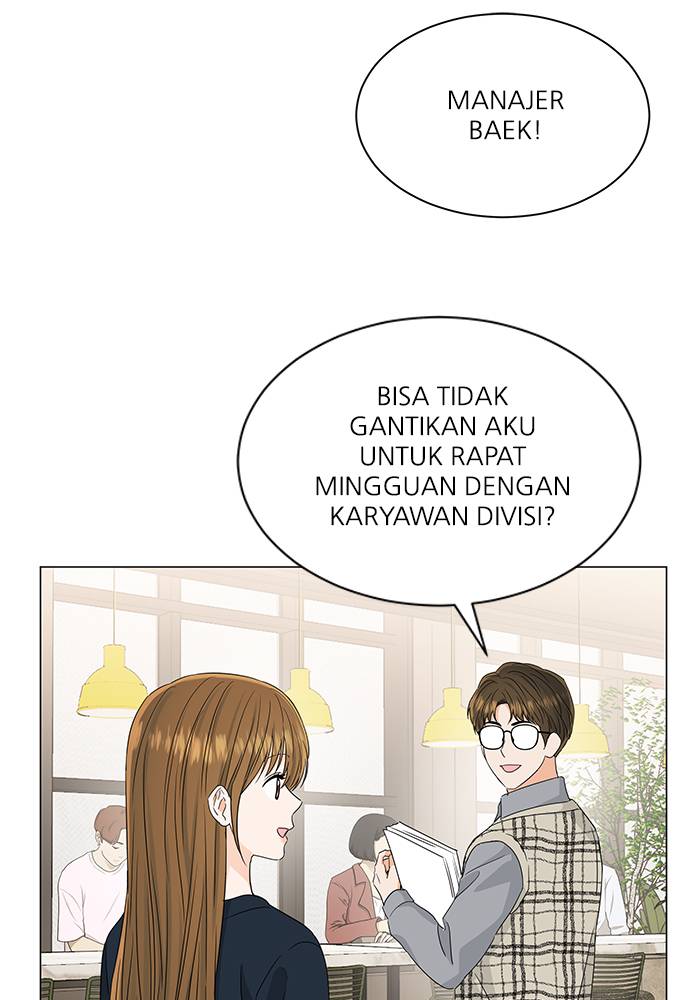 MANAJER
BAEK!
BISA TIDAK
GANTIKAN AKU
UNTUK RAPAT
MINGGUAN DENGAN
KARYAWAN DIVISI?